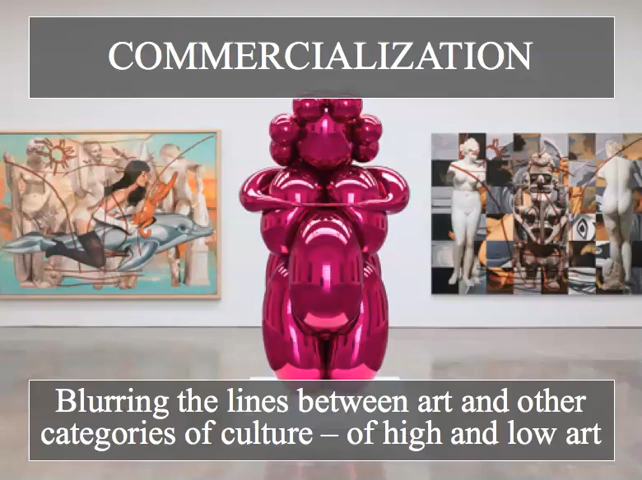 COMMERCIALIZATION
Blurring the lines between art and other
categories of culture – of high and low art